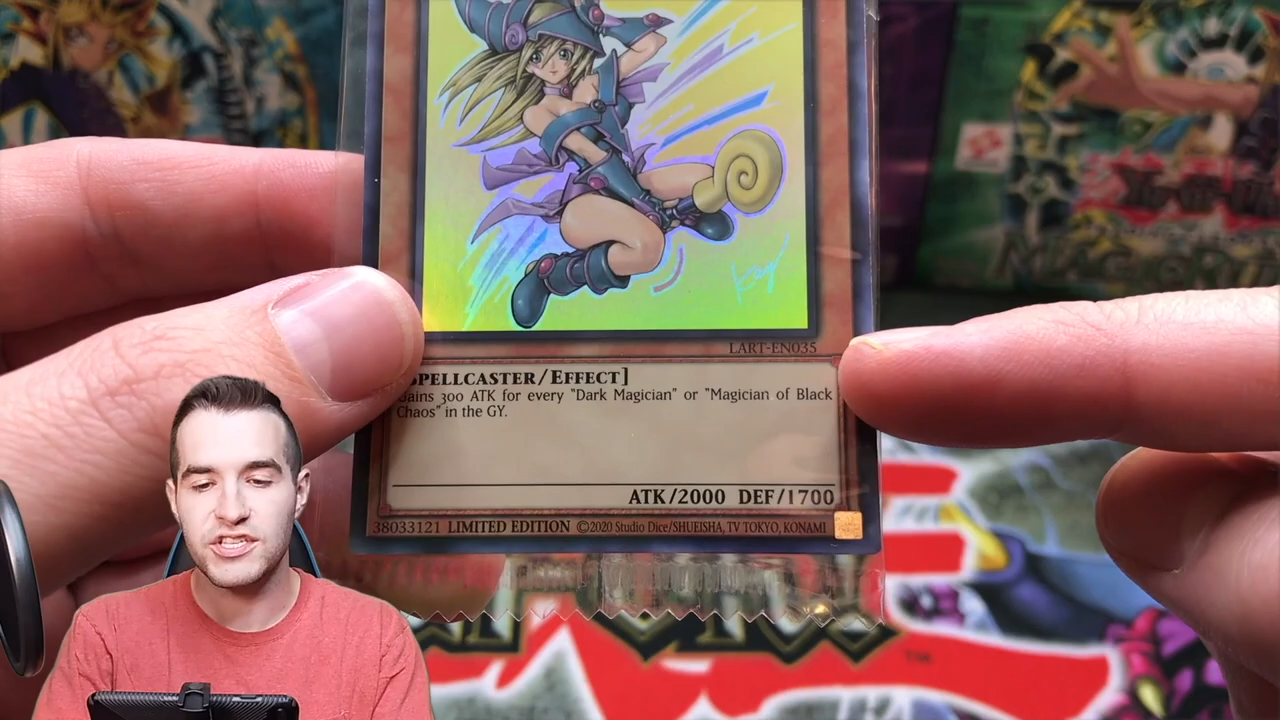 LART-EN035
SPELLCASTER/EFFECT]
ains 300 ATK for every "Dark Magician" or "Magician of Black
Chaos" in the GY.
ATK/2000 DEF/1700
38033121 LIMITED EDITION ©2020 Studio Dice/SHUEISHA, TV TOKYO, KONAMI